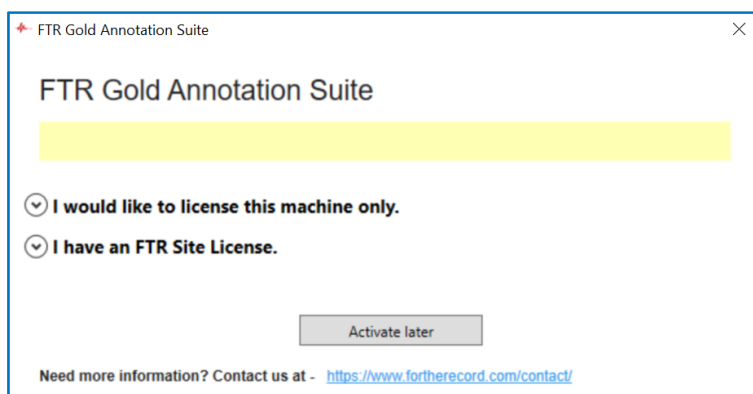 FTR Gold Annotation Suite
FTR Gold Annotation Suite
I would like to license this machine only.
I have an FTR Site License.
Activate later
Need more information? Contact us at - https://www.fortherecord.com/contact/